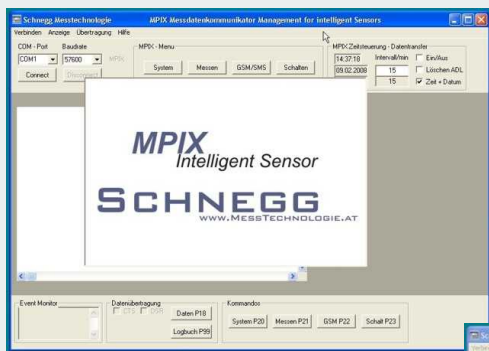 Schnegg Messtechnologie MPIX Messdatenkommunikator Management for intelligent Sensors
Verbinden Anzeige Übertragung Hilfe
COM - Port Baudrate
COM1 57600 MPIX
Connect Disconnect
MPIX - Menu
System Messen GSM/SMS Schalten
MPIX Zeitsteuerung - Datentransfer
14:37:18 Intervall/min Ein/Aus
09.02.2008 15 Löschen ADL
15 Zeit + Datum
MPIX
Intelligent Sensor
SCHNEGG
WWW.MESSTECHNOLOGIE.AT
Event Monitor
Datenübertragung
CTS DSR Daten P18
Logbuch P99
Kommandos
System P20 Messen P21 GSM P22 Schalt P23